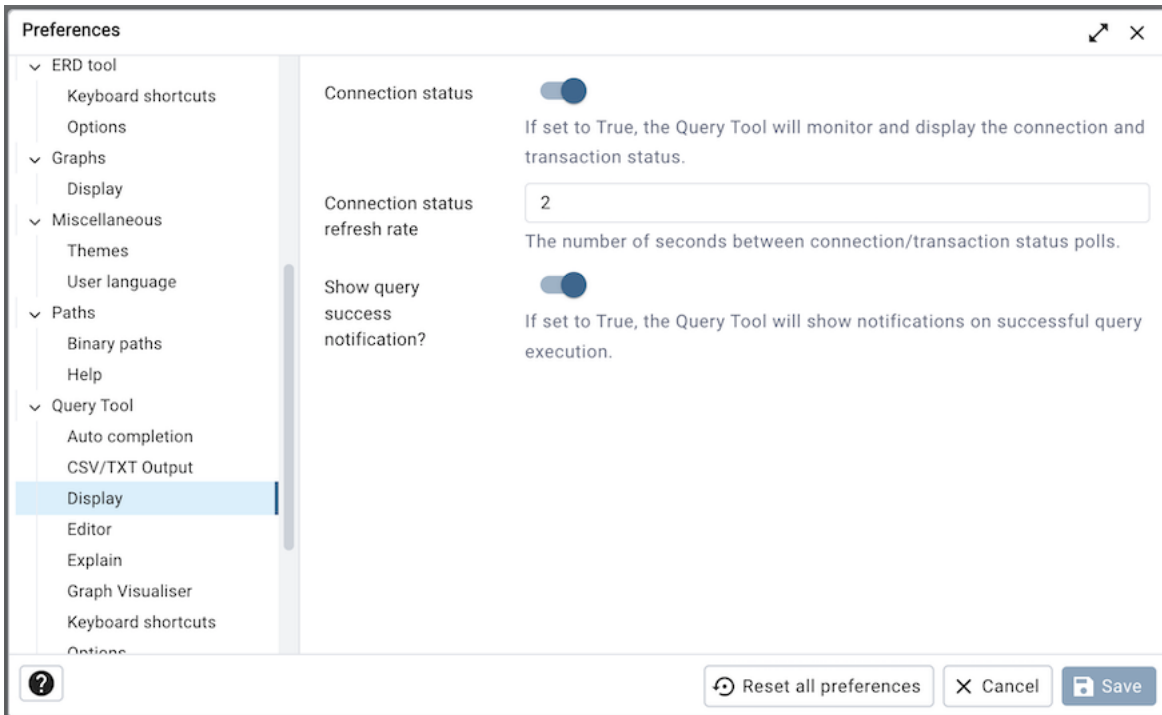 Preferences
ERD tool
Keyboard shortcuts
Options
Graphs
Display
Miscellaneous
Themes
User language
Paths
Binary paths
Help
Query Tool
Auto completion
CSV/TXT Output
Display
Editor
Explain
Graph Visualiser
Keyboard shortcuts
Options
Connection status
If set to True, the Query Tool will monitor and display the connection and
transaction status.
Connection status
refresh rate
2
The number of seconds between connection/transaction status polls.
Show query
success
notification?
If set to True, the Query Tool will show notifications on successful query
execution.
?
Reset all preferences
Cancel
Save